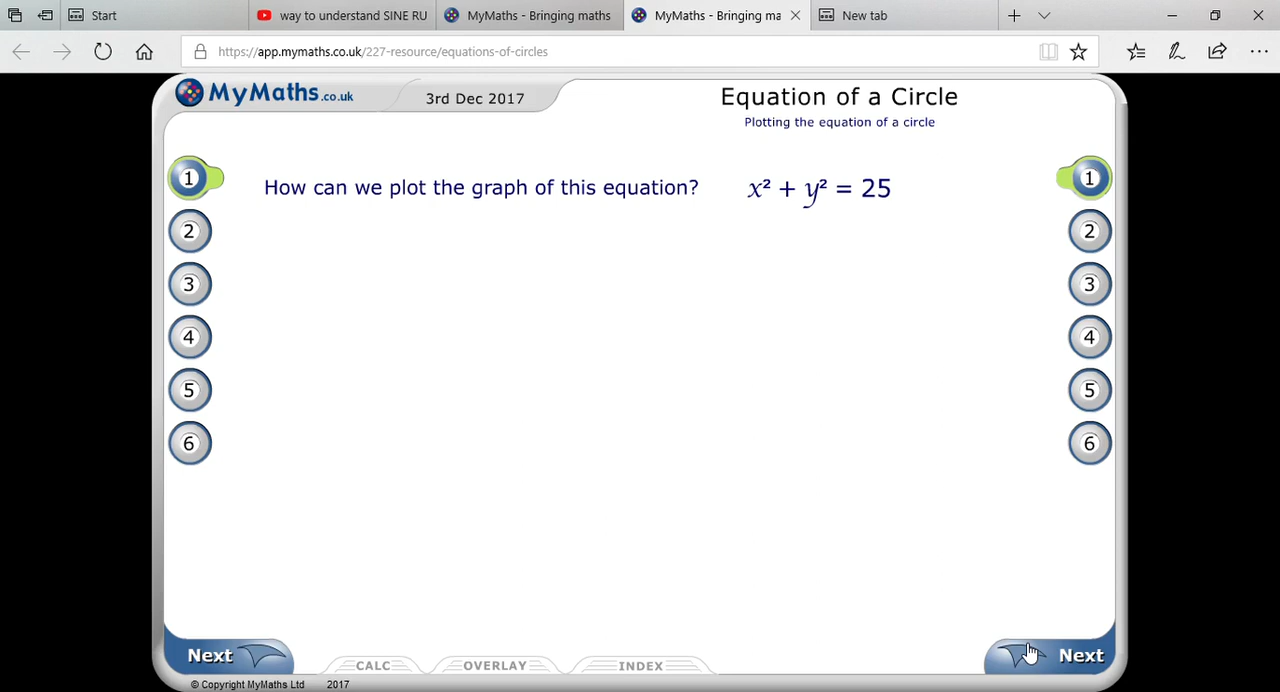 Start
way to understand SINE RU
MyMaths - Bringing maths
MyMaths - Bringing ma
New tab
https://app.mymaths.co.uk/227-resource/equations-of-circles
MyMaths.co.uk
3rd Dec 2017
Equation of a Circle
Plotting the equation of a circle
How can we plot the graph of this equation? x² + y² = 25
1 1
2 2
3 3
4 4
5 5
6 6
Next CALC OVERLAY INDEX Next
© Copyright MyMaths Ltd 2017